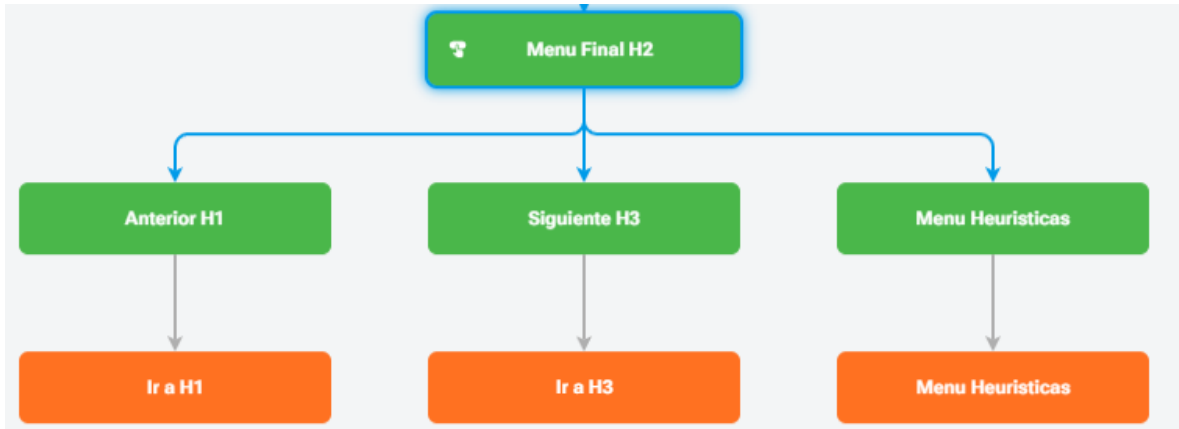 Menu Final H2
Anterior H1
Siguiente H3
Menu Heuristicas
Ir a H1
Ir a H3
Menu Heuristicas